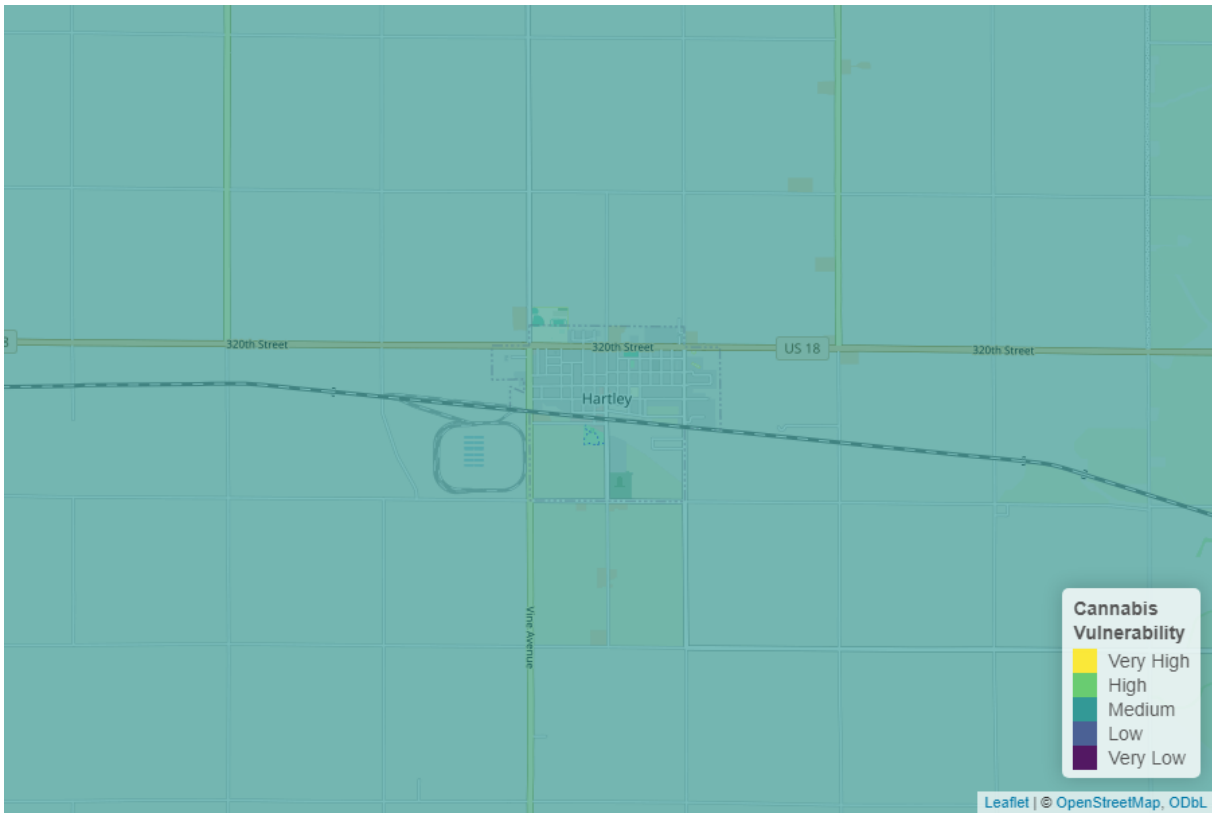 8
320th Street
320th Street
US 18
320th Street
Hartley
Vine Avenue
Cannabis
Vulnerability
Very High
High
Medium
Low
Very Low
Leaflet | © OpenStreetMap, ODbL